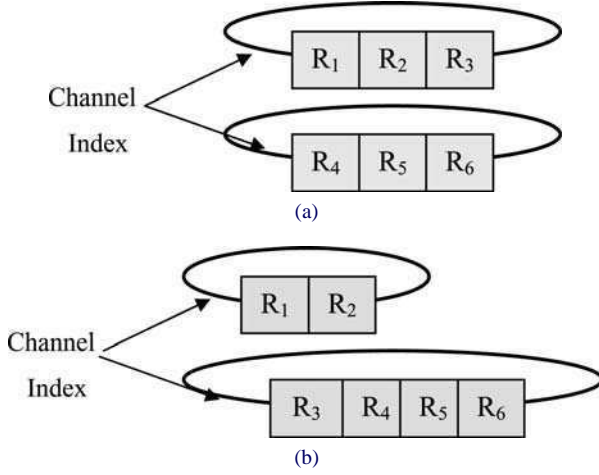 R₁ R₂ R₃
Channel
Index
R₄ R₅ R₆
(a)
R₁ R₂
Channel
Index
R₃ R₄ R₅ R₆
(b)